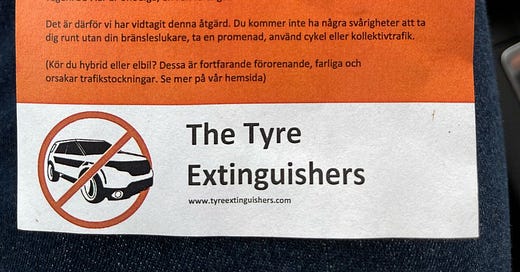 Det är därför vi har vidtagit denna åtgärd. Du kommer inte ha några svårigheter att ta
dig runt utan din bränsleslukare, ta en promenad, använd cykel eller kollektivtrafik.
(Kör du hybrid eller elbil? Dessa är fortfarande förorenande, farliga och
orsakar trafikstockningar. Se mer på vår hemsida)
The Tyre
Extinguishers
www.tyreextinguishers.com